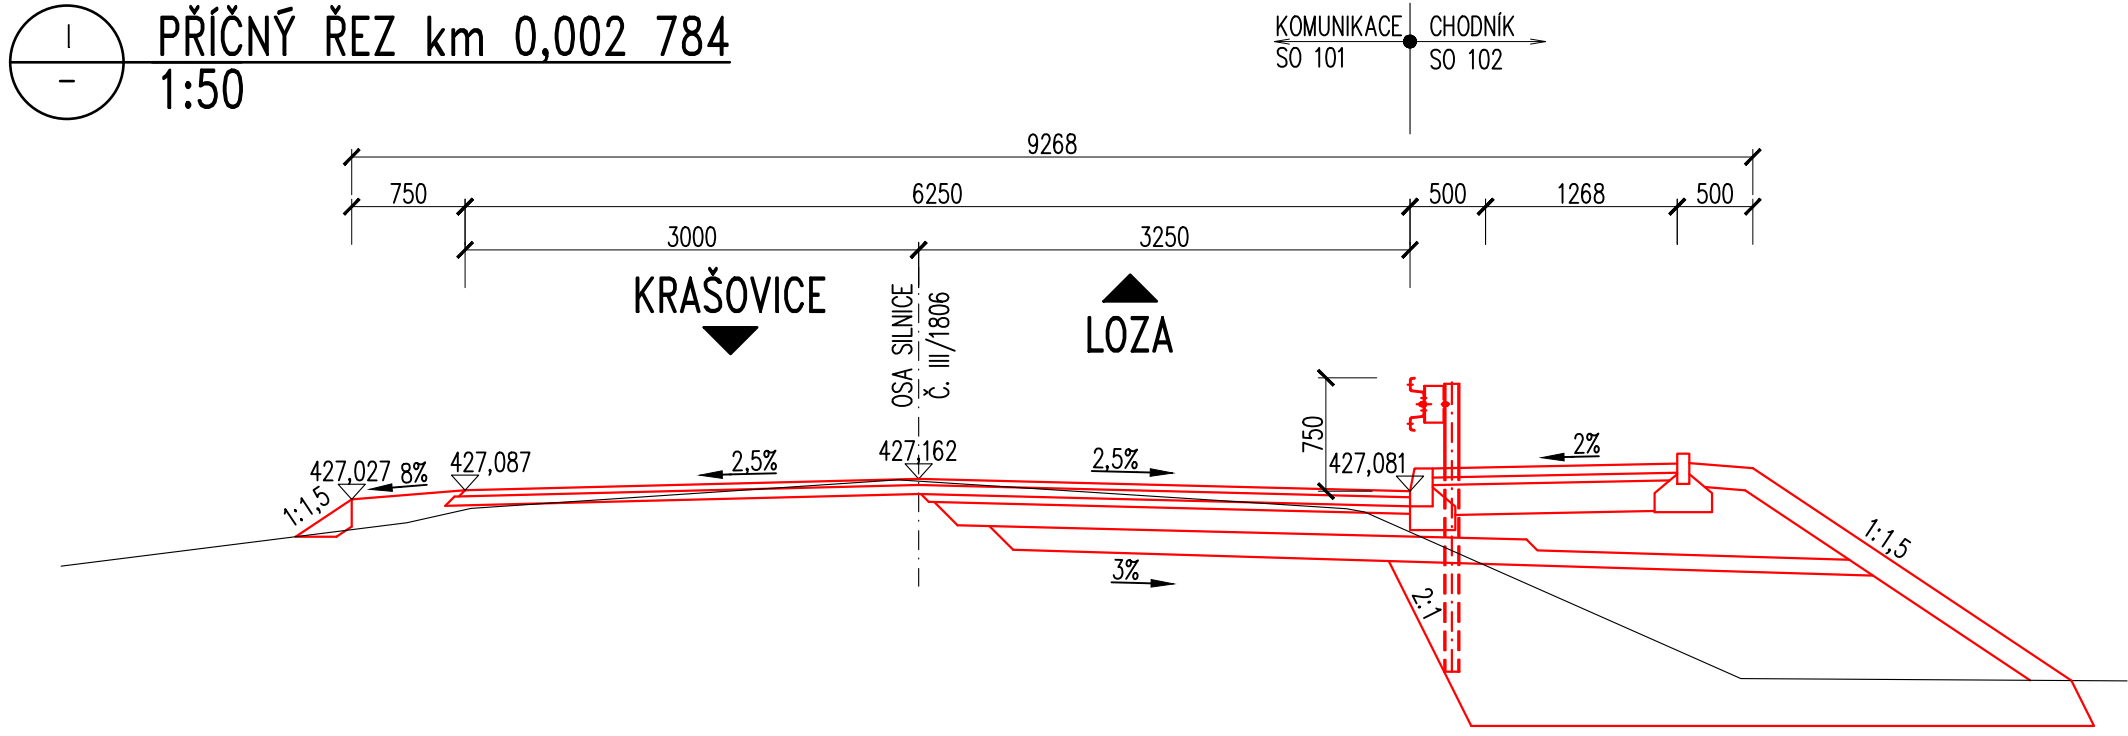 I
–
PŘÍČNÝ ŘEZ km 0,002 784
1:50
KOMUNIKACE
SO 101
CHODNÍK
SO 102
9268
750
6250
500
1268
500
3000
3250
KRAŠOVICE
LOZA
OSA SILNICE
Č. III/1806
750
427,027
8%
427,087
2,5%
427,162
2,5%
427,081
2%
1:1,5
1:1,5
3%
2:1